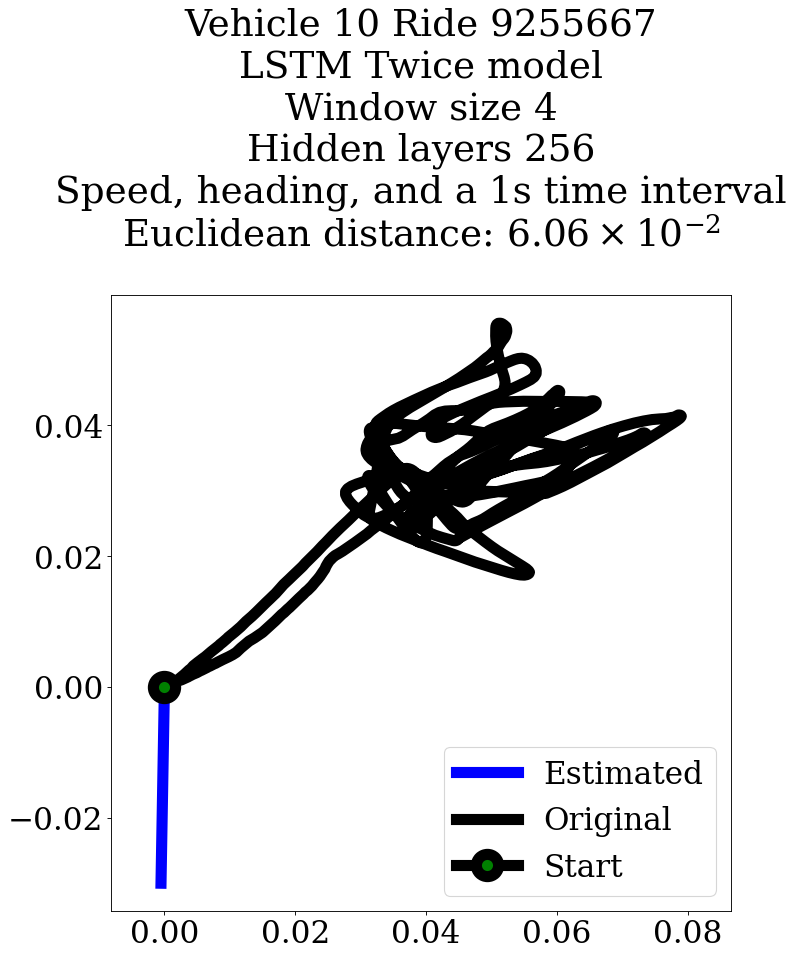 Vehicle 10 Ride 9255667
LSTM Twice model
Window size 4
Hidden layers 256
Speed, heading, and a 1s time interval
Euclidean distance: 6.06 × 10⁻²
0.04
0.02
0.00
−0.02
Estimated
Original
Start
0.00 0.02 0.04 0.06 0.08